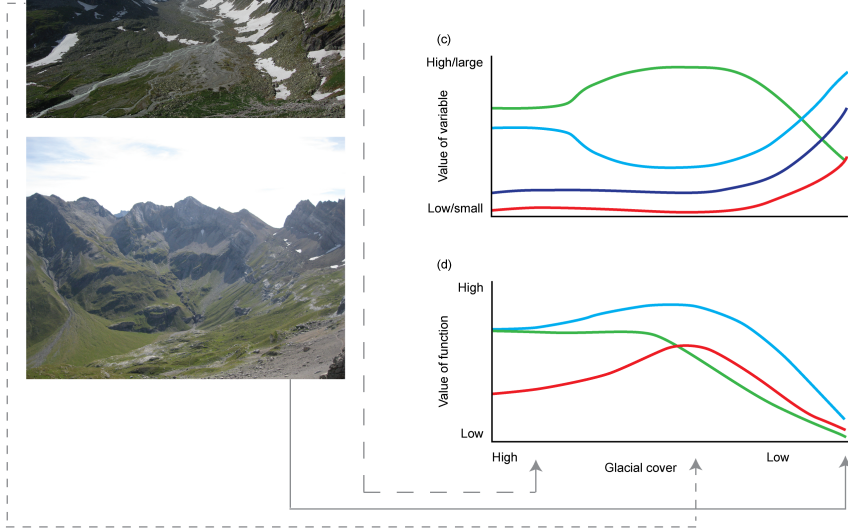 (c)
High/large
Value of variable
Low/small
(d)
High
Value of function
Low
High
Glacial cover
Low